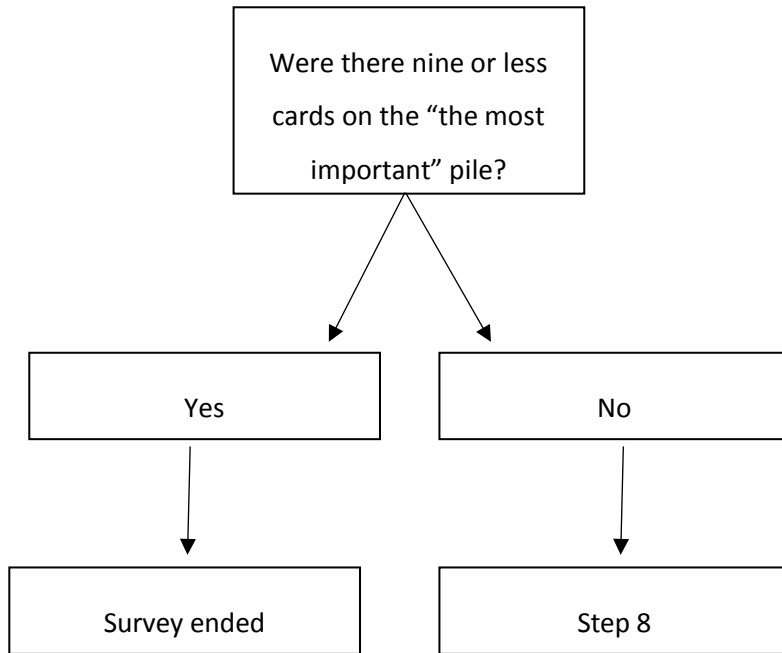 Were there nine or less
cards on the “the most
important” pile?
Yes
No
Survey ended
Step 8